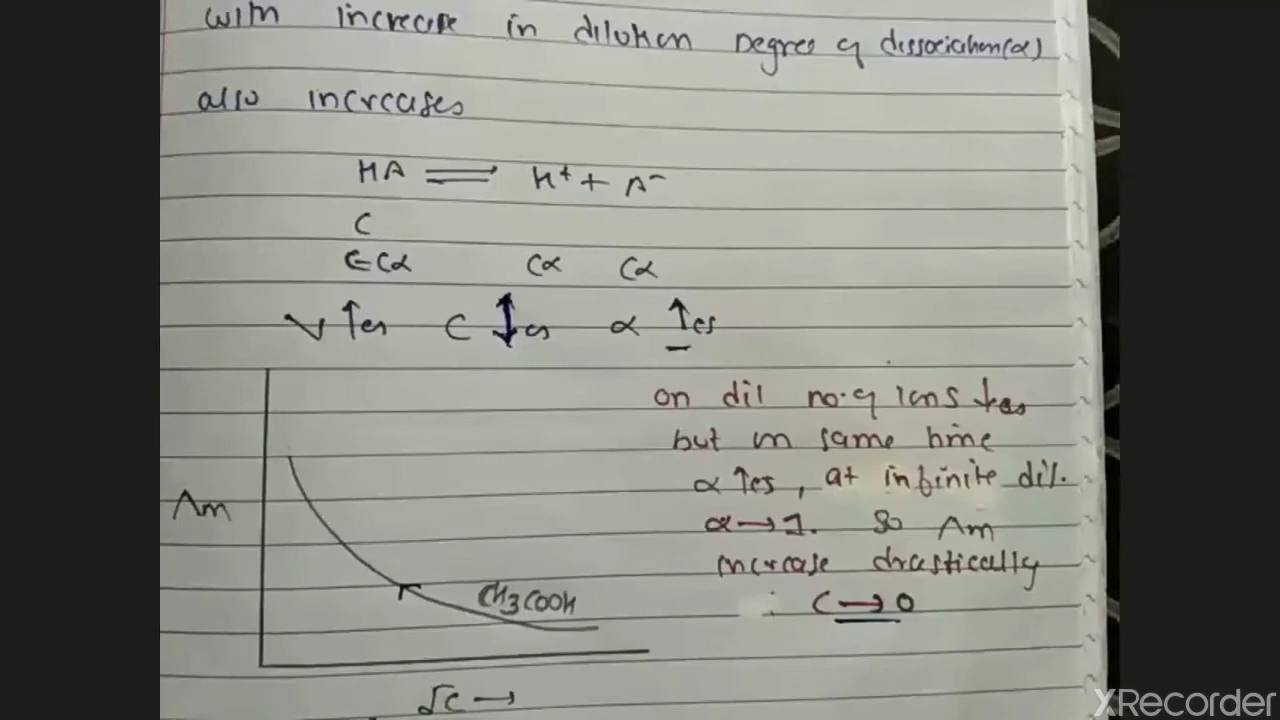 with increase in dilution Degree of dissociation(α)
also increases
HA ⇌ H⁺ + A⁻
C
C-Cα Cα Cα
V ↑es C ↓es α ↑es
on dil no. of ions ↓es
but in same time
α ↑es, at infinite dil.
α → 1. So Λm
increase drastically
C → 0
Λm
CH3COOH
√C →
XRecorder